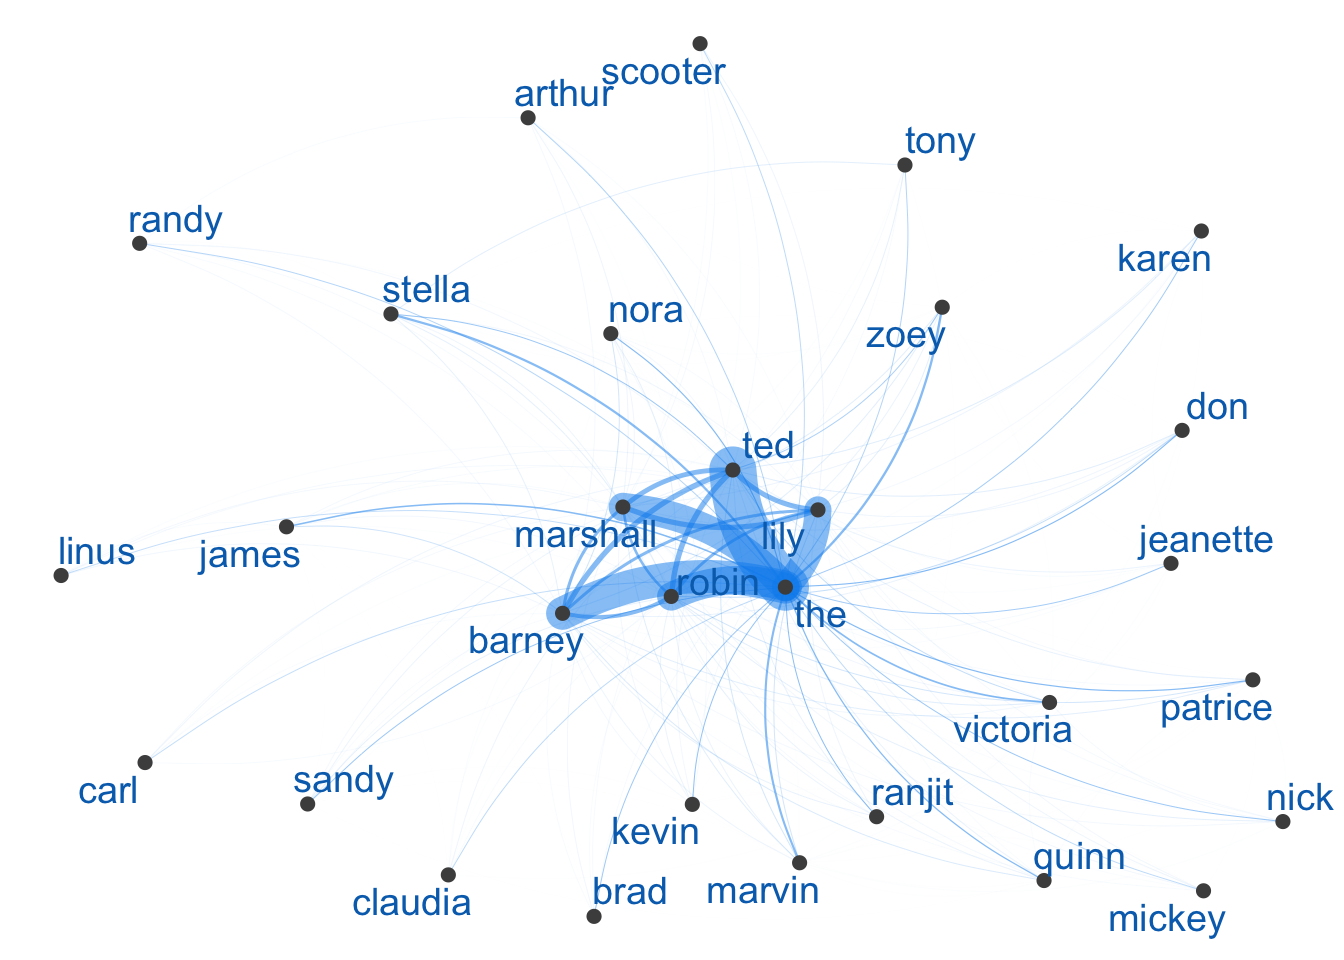 scooter
arthur
tony
randy
karen
stella
nora
zoey
don
ted
marshall
lily
linus
james
jeanette
robin
the
barney
patrice
victoria
carl
sandy
ranjit
nick
kevin
quinn
claudia
brad
marvin
mickey